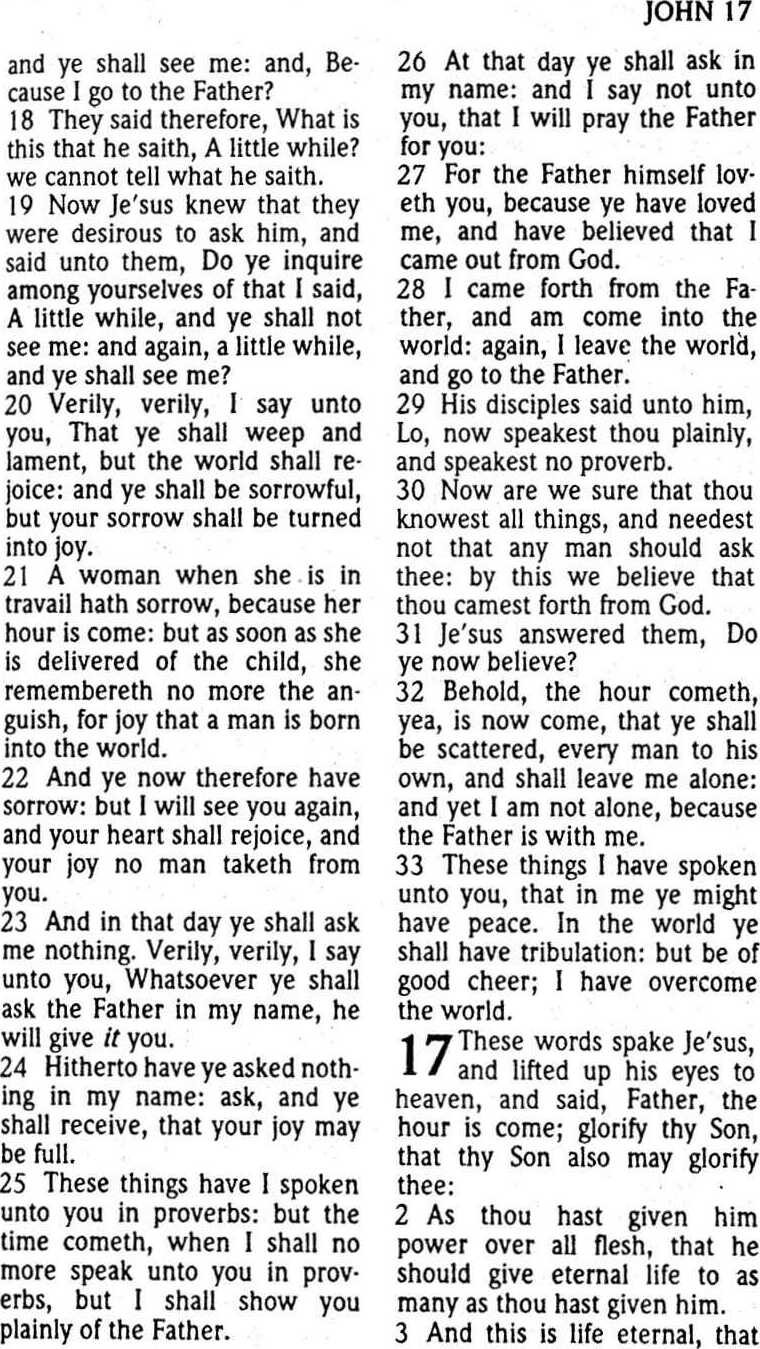 JOHN 17
and ye shall see me: and, Be-
cause I go to the Father?
18 They said therefore, What is
this that he saith, A little while?
we cannot tell what he saith.
19 Now Je'sus knew that they
were desirous to ask him, and
said unto them, Do ye inquire
among yourselves of that I said,
A little while, and ye shall not
see me: and again, a little while,
and ye shall see me?
20 Verily, verily, I say unto
you, That ye shall weep and
lament, but the world shall re-
joice: and ye shall be sorrowful,
but your sorrow shall be turned
into joy.
21 A woman when she is in
travail hath sorrow, because her
hour is come: but as soon as she
is delivered of the child, she
remembereth no more the an-
guish, for joy that a man is born
into the world.
22 And ye now therefore have
sorrow: but I will see you again,
and your heart shall rejoice, and
your joy no man taketh from
you.
23 And in that day ye shall ask
me nothing. Verily, verily, I say
unto you, Whatsoever ye shall
ask the Father in my name, he
will give it you.
24 Hitherto have ye asked noth-
ing in my name: ask, and ye
shall receive, that your joy may
be full.
25 These things have I spoken
unto you in proverbs: but the
time cometh, when I shall no
more speak unto you in prov-
erbs, but I shall show you
plainly of the Father.
26 At that day ye shall ask in
my name: and I say not unto
you, that I will pray the Father
for you:
27 For the Father himself lov-
eth you, because ye have loved
me, and have believed that I
came out from God.
28 I came forth from the Fa-
ther, and am come into the
world: again, I leave the world,
and go to the Father.
29 His disciples said unto him,
Lo, now speakest thou plainly,
and speakest no proverb.
30 Now are we sure that thou
knowest all things, and needest
not that any man should ask
thee: by this we believe that
thou camest forth from God.
31 Je'sus answered them, Do
ye now believe?
32 Behold, the hour cometh,
yea, is now come, that ye shall
be scattered, every man to his
own, and shall leave me alone:
and yet I am not alone, because
the Father is with me.
33 These things I have spoken
unto you, that in me ye might
have peace. In the world ye
shall have tribulation: but be of
good cheer; I have overcome
the world.
17 These words spake Je'sus,
and lifted up his eyes to
heaven, and said, Father, the
hour is come; glorify thy Son,
that thy Son also may glorify
thee:
2 As thou hast given him
power over all flesh, that he
should give eternal life to as
many as thou hast given him.
3 And this is life eternal, that